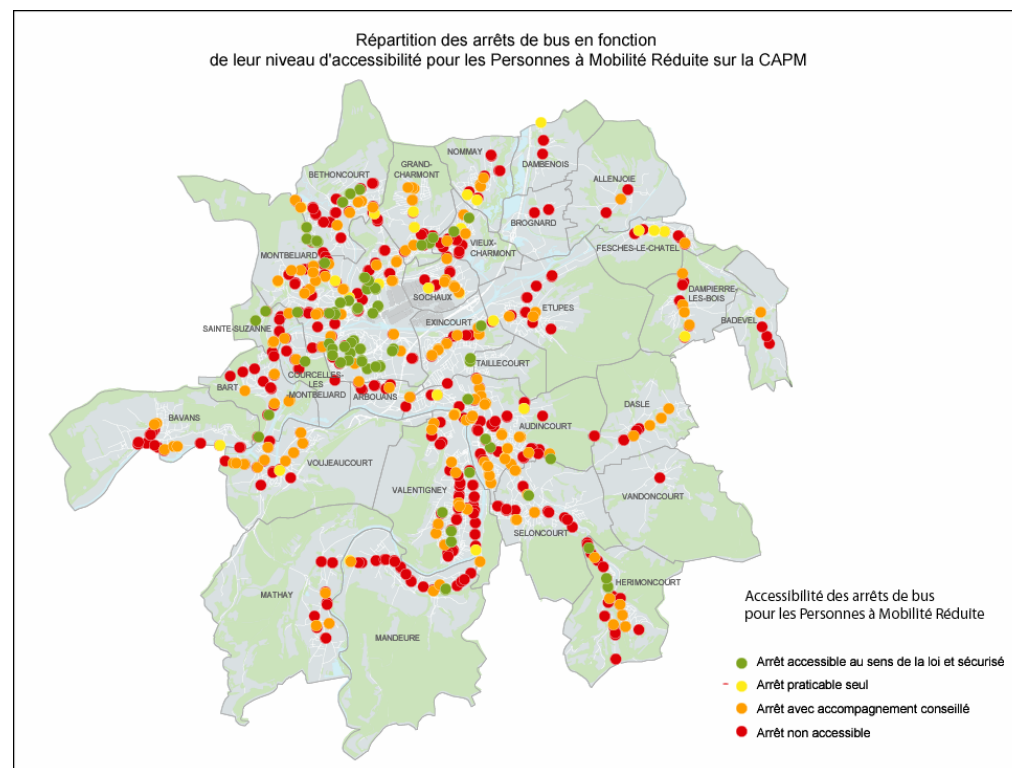 Répartition des arrêts de bus en fonction
de leur niveau d'accessibilité pour les Personnes à Mobilité Réduite sur la CAPM
NOMMAY
GRAND-
CHARMONT
DAMBENOIS
BETHONCOURT
ALLENJOIE
BROGNARD
VIEUX-
CHARMONT
FESCHES-LE-CHATEL
MONTBELIARD
DAMPIERRE-
LES-BOIS
SOCHAUX
ETUPES
BADEVEL
EXINCOURT
SAINTE-SUZANNE
TAILLECOURT
COURCELLES-
LES
MONTBELIARD
BART
ARBOUANS
DASLE
BAVANS
AUDINCOURT
VOUJEAUCOURT
VALENTIGNEY
VANDONCOURT
SELONCOURT
HERIMONCOURT
MATHAY
MANDEURE
Accessibilité des arrêts de bus
pour les Personnes à Mobilité Réduite
Arrêt accessible au sens de la loi et sécurisé
Arrêt praticable seul
Arrêt avec accompagnement conseillé
Arrêt non accessible